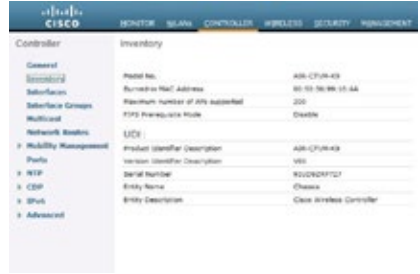 CISCO
MONITOR WLANs CONTROLLER WIRELESS SECURITY MANAGEMENT
Controller
General
Inventory
Interfaces
Interface Groups
Multicast
Network Routes
Mobility Management
Ports
NTP
CDP
IPv6
Advanced
Inventory
Model No. AIR-CTVM-K9
Burned-in MAC Address
Maximum number of APs supported 200
FIPS Prerequisite Mode Disable
UDI :
Product Identifier Description AIR-CTVM-K9
Version Identifier Description V01
Serial Number
Entity Name Chassis
Entity Description Cisco Wireless Controller